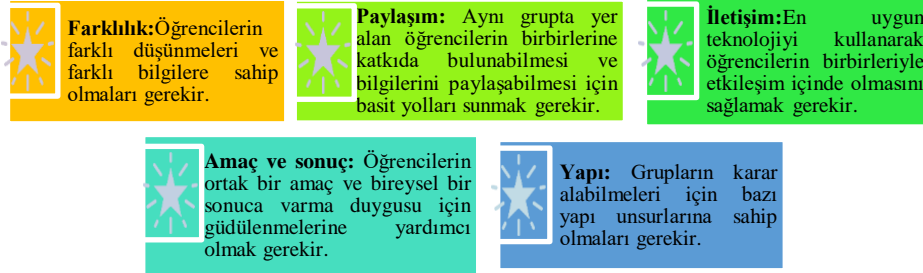 Farklılık:Öğrencilerin
farklı düşünmeleri ve
farklı bilgilere sahip
olmaları gerekir.
Paylaşım: Aynı grupta yer
alan öğrencilerin birbirlerine
katkıda bulunabilmesi ve
bilgilerini paylaşabilmesi için
basit yolları sunmak gerekir.
İletişim:En uygun
teknolojiyi kullanarak
öğrencilerin birbirleriyle
etkileşim içinde olmasını
sağlamak gerekir.
Amaç ve sonuç: Öğrencilerin
ortak bir amaç ve bireysel bir
sonuca varma duygusu için
güdülenmelerine yardımcı
olmak gerekir.
Yapı: Grupların karar
alabilmeleri için bazı
yapı unsurlarına sahip
olmaları gerekir.